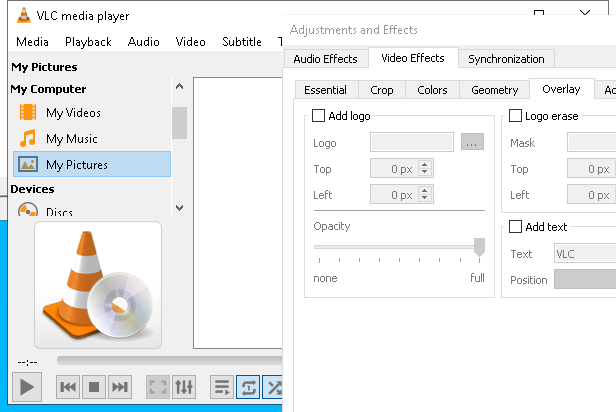 VLC media player
Media Playback Audio Video Subtitle
My Pictures
My Computer
My Videos
My Music
My Pictures
Devices
Discs
--:--
Adjustments and Effects
Audio Effects Video Effects Synchronization
Essential Crop Colors Geometry Overlay
Add logo
Logo ...
Top 0 px
Left 0 px
Opacity
none full
Logo erase
Mask
Top 0 px
Left 0 px
Add text
Text VLC
Position